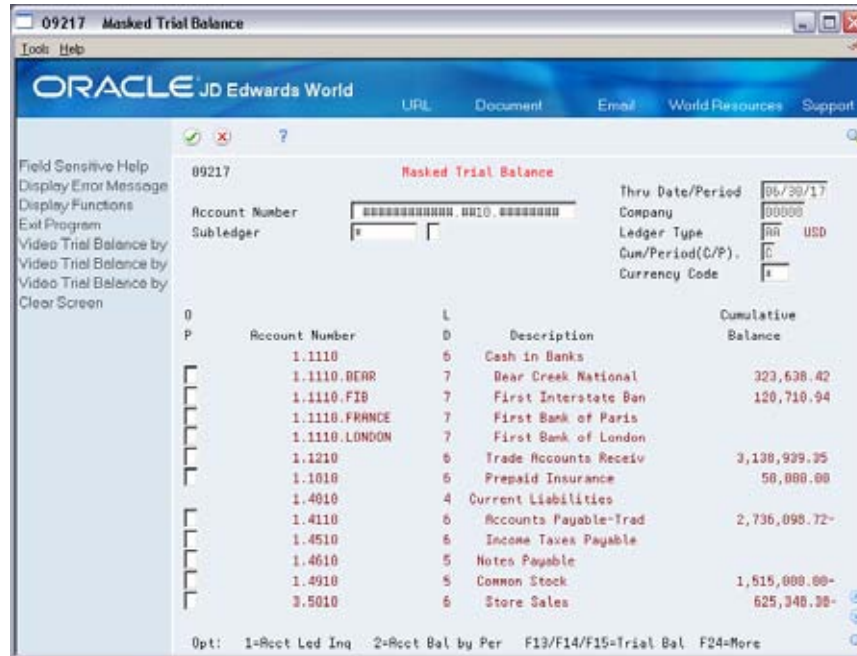 09217 Masked Trial Balance
Tools Help
ORACLE JD Edwards World
URL Document Email World Resources Support
?
Field Sensitive Help
Display Error Message
Display Functions
Exit Program
Video Trial Balance by
Video Trial Balance by
Video Trial Balance by
Clear Screen
09217 Masked Trial Balance
Thru Date/Period 06/30/17
Account Number ############.##10.########
Company 00000
Subledger *
Ledger Type AA USD
Cum/Period(C/P). C
Currency Code *
O L Cumulative
P Account Number D Description Balance
1.1110 6 Cash in Banks
1.1110.BEAR 7 Bear Creek National 323,638.42
1.1110.FIB 7 First Interstate Ban 120,710.94
1.1110.FRANCE 7 First Bank of Paris
1.1110.LONDON 7 First Bank of London
1.1210 6 Trade Accounts Receiv 3,138,939.35
1.1810 6 Prepaid Insurance 50,000.00
1.4010 4 Current Liabilities
1.4110 6 Accounts Payable-Trad 2,736,098.72-
1.4510 6 Income Taxes Payable
1.4610 5 Notes Payable
1.4910 5 Common Stock 1,515,000.00-
3.5010 6 Store Sales 625,348.30-
Opt: 1=Acct Led Inq 2=Acct Bal by Per F13/F14/F15=Trial Bal F24=More